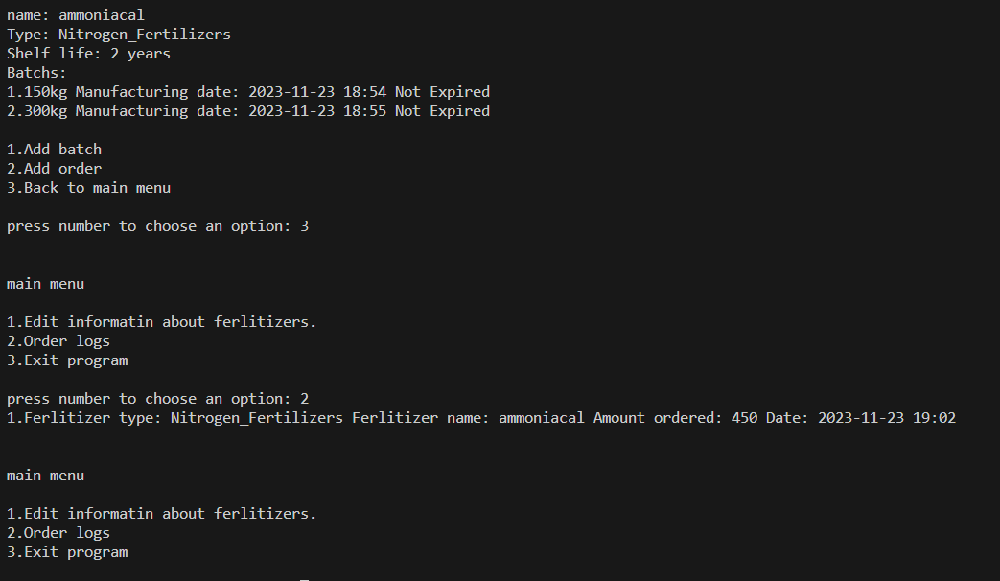 name: ammoniacal
Type: Nitrogen_Fertilizers
Shelf life: 2 years
Batchs:
1.150kg Manufacturing date: 2023-11-23 18:54 Not Expired
2.300kg Manufacturing date: 2023-11-23 18:55 Not Expired
1.Add batch
2.Add order
3.Back to main menu
press number to choose an option: 3
main menu
1.Edit informatin about ferlitizers.
2.Order logs
3.Exit program
press number to choose an option: 2
1.Ferlitizer type: Nitrogen_Fertilizers Ferlitizer name: ammoniacal Amount ordered: 450 Date: 2023-11-23 19:02
main menu
1.Edit informatin about ferlitizers.
2.Order logs
3.Exit program